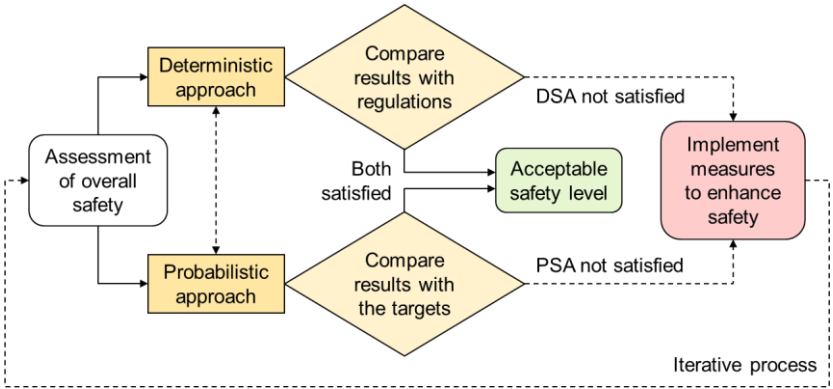 Deterministic
approach
Compare
results with
regulations
DSA not satisfied
Assessment
of overall
safety
Both
satisfied
Acceptable
safety level
Implement
measures
to enhance
safety
Probabilistic
approach
Compare
results with
the targets
PSA not satisfied
Iterative process